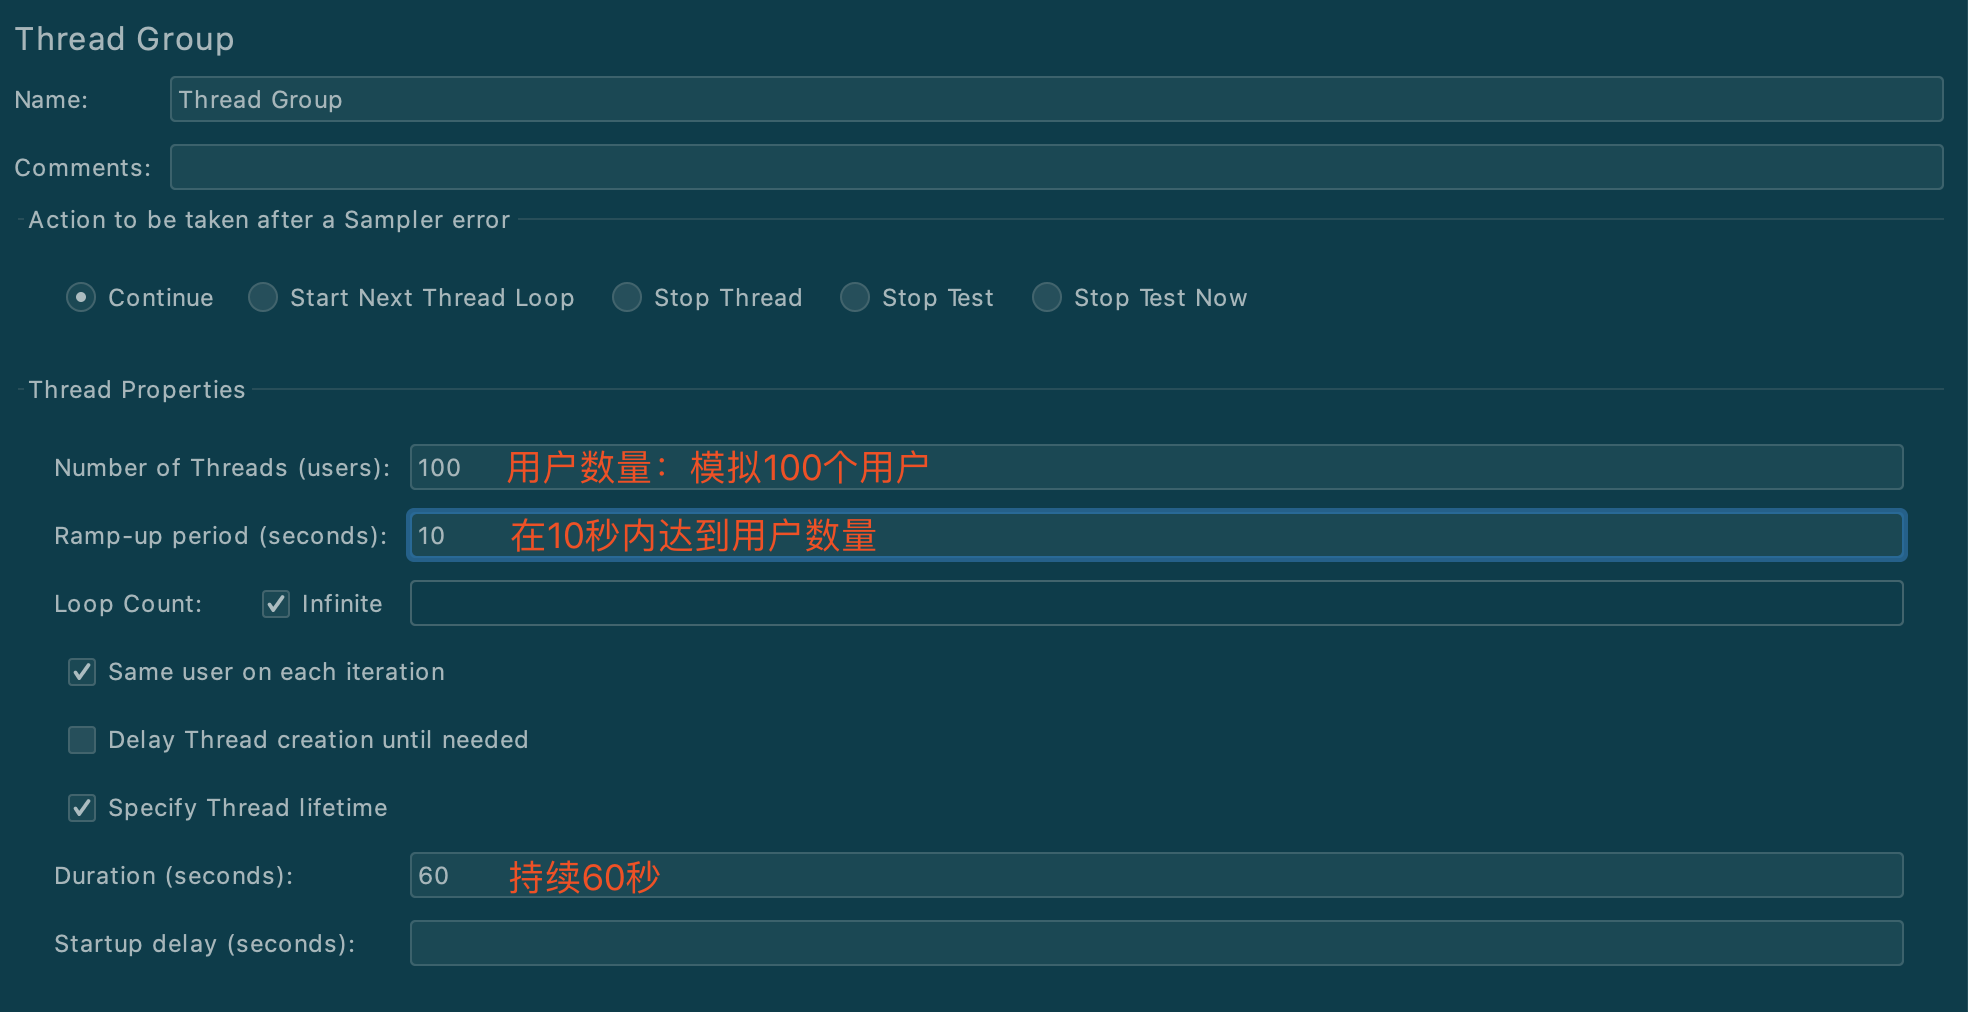 Thread Group
Name: Thread Group
Comments:
Action to be taken after a Sampler error
Continue Start Next Thread Loop Stop Thread Stop Test Stop Test Now
Thread Properties
Number of Threads (users): 100 用户数量：模拟100个用户
Ramp-up period (seconds): 10 在10秒内达到用户数量
Loop Count: Infinite
Same user on each iteration
Delay Thread creation until needed
Specify Thread lifetime
Duration (seconds): 60 持续60秒
Startup delay (seconds):